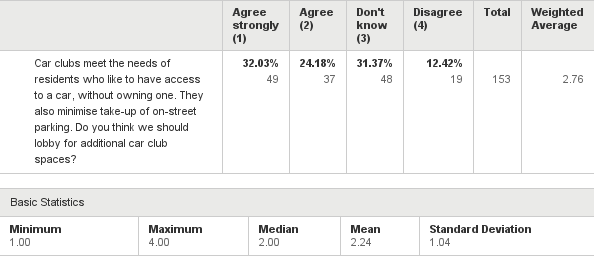 Agree strongly (1) Agree (2) Don't know (3) Disagree (4) Total Weighted Average
Car clubs meet the needs of 32.03% 24.18% 31.37% 12.42%
residents who like to have access 49 37 48 19 153 2.76
to a car, without owning one. They
also minimise take-up of on-street
parking. Do you think we should
lobby for additional car club
spaces?
Basic Statistics
Minimum Maximum Median Mean Standard Deviation
1.00 4.00 2.00 2.24 1.04